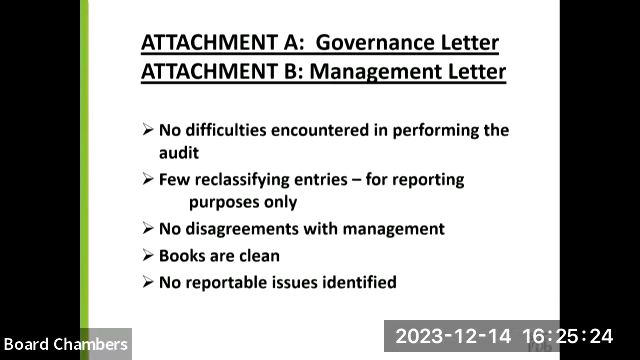 ATTACHMENT A: Governance Letter
ATTACHMENT B: Management Letter
➢ No difficulties encountered in performing the
audit
➢ Few reclassifying entries – for reporting
purposes only
➢ No disagreements with management
➢ Books are clean
➢ No reportable issues identified
Board Chambers
2023-12-14 16:25:24